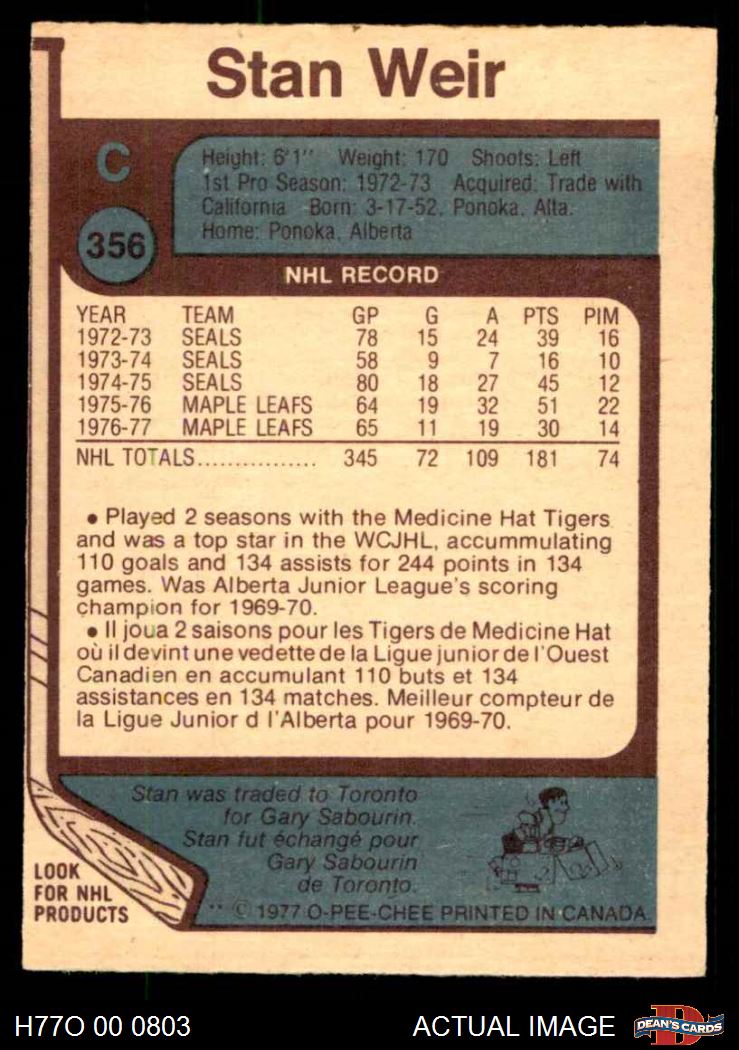 Stan Weir
C
Height: 6'1" Weight: 170 Shoots: Left
1st Pro Season: 1972-73 Acquired: Trade with
California Born: 3-17-52, Ponoka, Alta.
Home: Ponoka, Alberta
356
NHL RECORD
YEAR TEAM GP G A PTS PIM
1972-73 SEALS 78 15 24 39 16
1973-74 SEALS 58 9 7 16 10
1974-75 SEALS 80 18 27 45 12
1975-76 MAPLE LEAFS 64 19 32 51 22
1976-77 MAPLE LEAFS 65 11 19 30 14
NHL TOTALS................ 345 72 109 181 74
• Played 2 seasons with the Medicine Hat Tigers
and was a top star in the WCJHL, accummulating
110 goals and 134 assists for 244 points in 134
games. Was Alberta Junior League's scoring
champion for 1969-70.
• Il joua 2 saisons pour les Tigers de Medicine Hat
où il devint une vedette de la Ligue junior de l'Ouest
Canadien en accumulant 110 buts et 134
assistances en 134 matches. Meilleur compteur de
la Ligue Junior d l'Alberta pour 1969-70.
Stan was traded to Toronto
for Gary Sabourin.
Stan fut échangé pour
Gary Sabourin
de Toronto.
LOOK
FOR NHL
PRODUCTS
** © 1977 O-PEE-CHEE PRINTED IN CANADA.
H77O 00 0803
ACTUAL IMAGE
D
DEAN'S CARDS